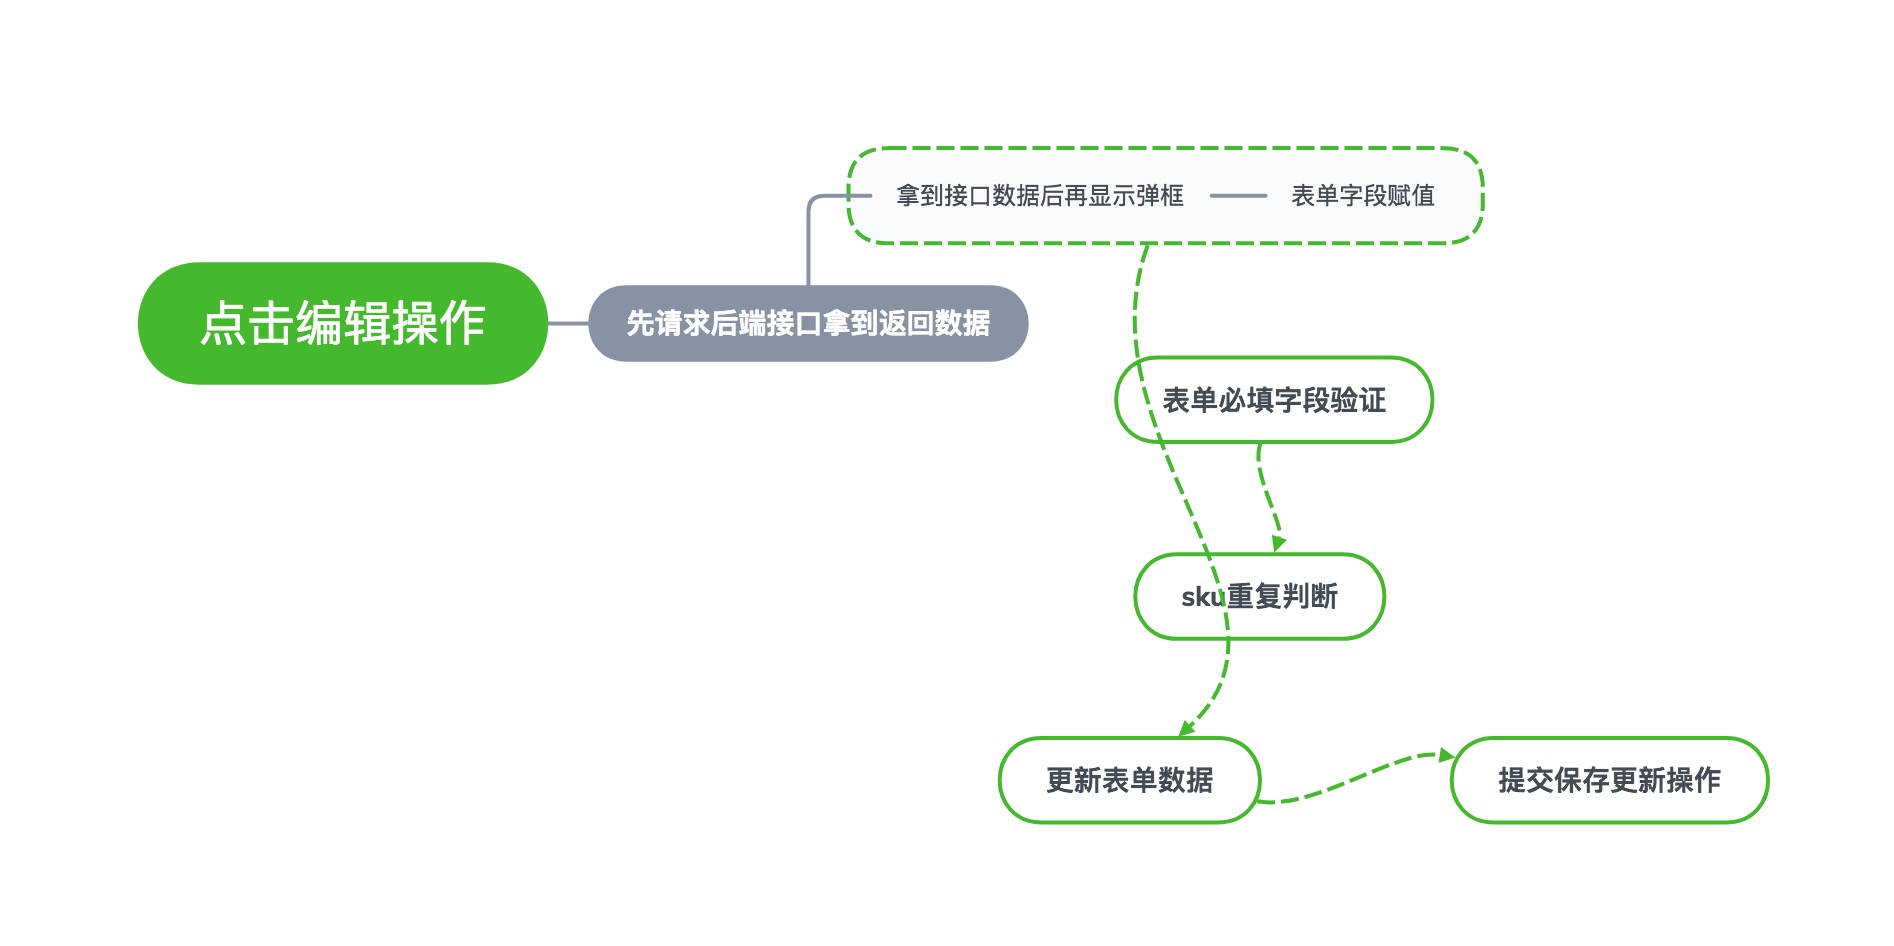 点击编辑操作
先请求后端接口拿到返回数据
拿到接口数据后再显示弹框
表单字段赋值
表单必填字段验证
sku重复判断
更新表单数据
提交保存更新操作